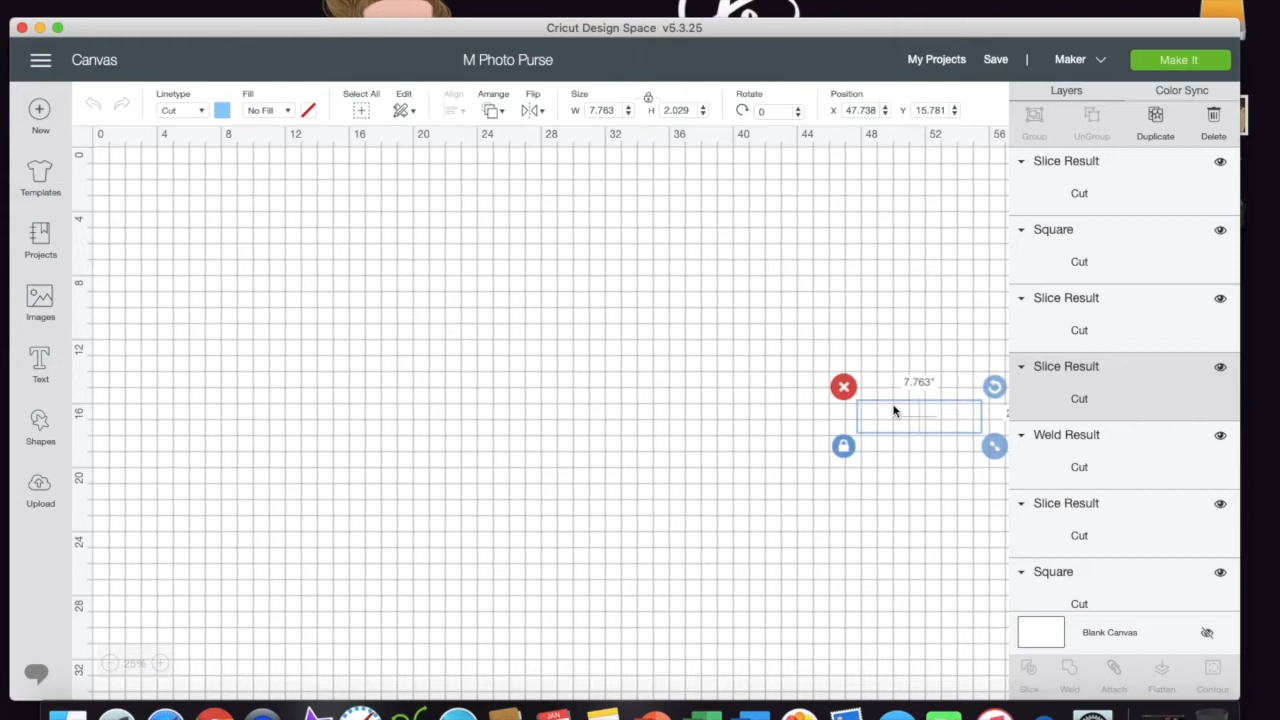 Cricut Design Space v5.3.25
Canvas
M Photo Purse
My Projects
Save
|
Maker
Make It
Linetype
Cut
Fill
No Fill
Select All
Edit
Align
Arrange
Flip
Size
W 7.763
H 2.029
Rotate
0
Position
X 47.738
Y 15.781
Layers
Color Sync
Group
UnGroup
Duplicate
Delete
New
Templates
Projects
Images
Text
Shapes
Upload
0 4 8 12 16 20 24 28 32 36 40 44 48 52 56
0
4
8
12
16
20
24
28
32
7.763"
2
25%
Slice Result
Cut
Square
Cut
Slice Result
Cut
Slice Result
Cut
Weld Result
Cut
Slice Result
Cut
Square
Cut
Blank Canvas
Slice
Weld
Attach
Flatten
Contour
JAN